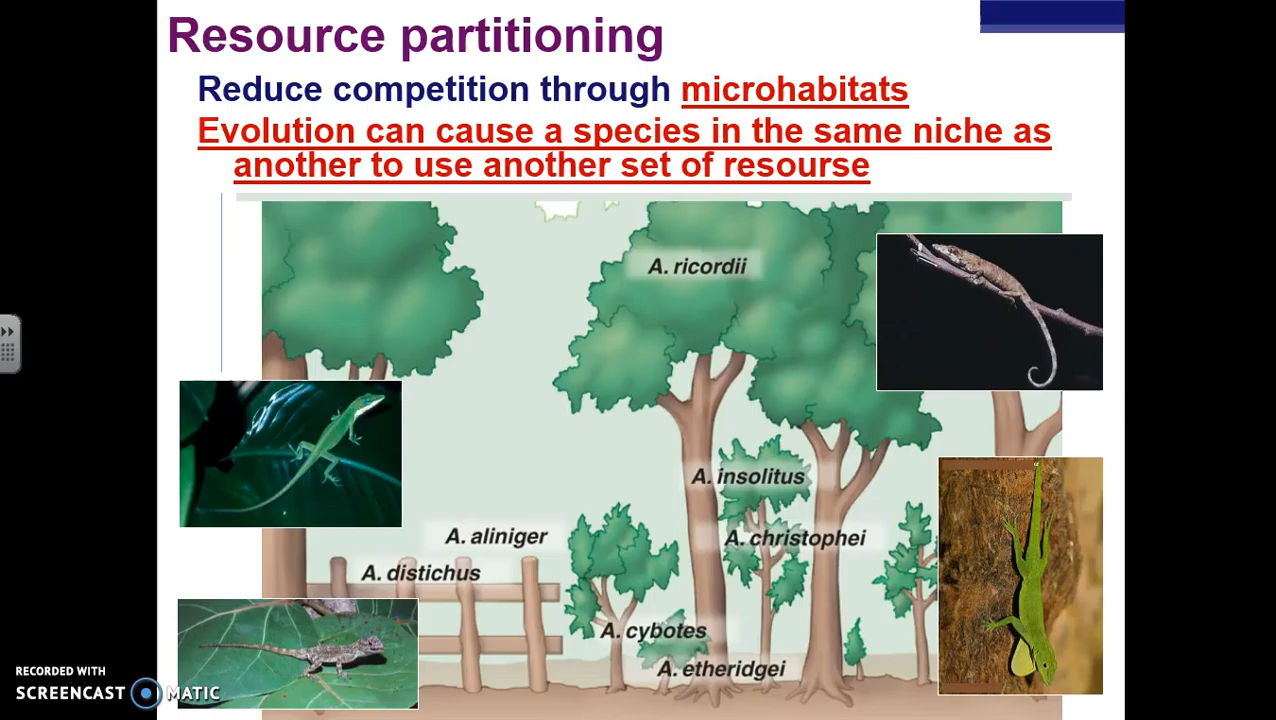 Resource partitioning
Reduce competition through microhabitats
Evolution can cause a species in the same niche as
another to use another set of resourse
A. ricordii
A. insolitus
A. aliniger
A. christophei
A. distichus
A. cybotes
A. etheridgei
RECORDED WITH
SCREENCAST MATIC